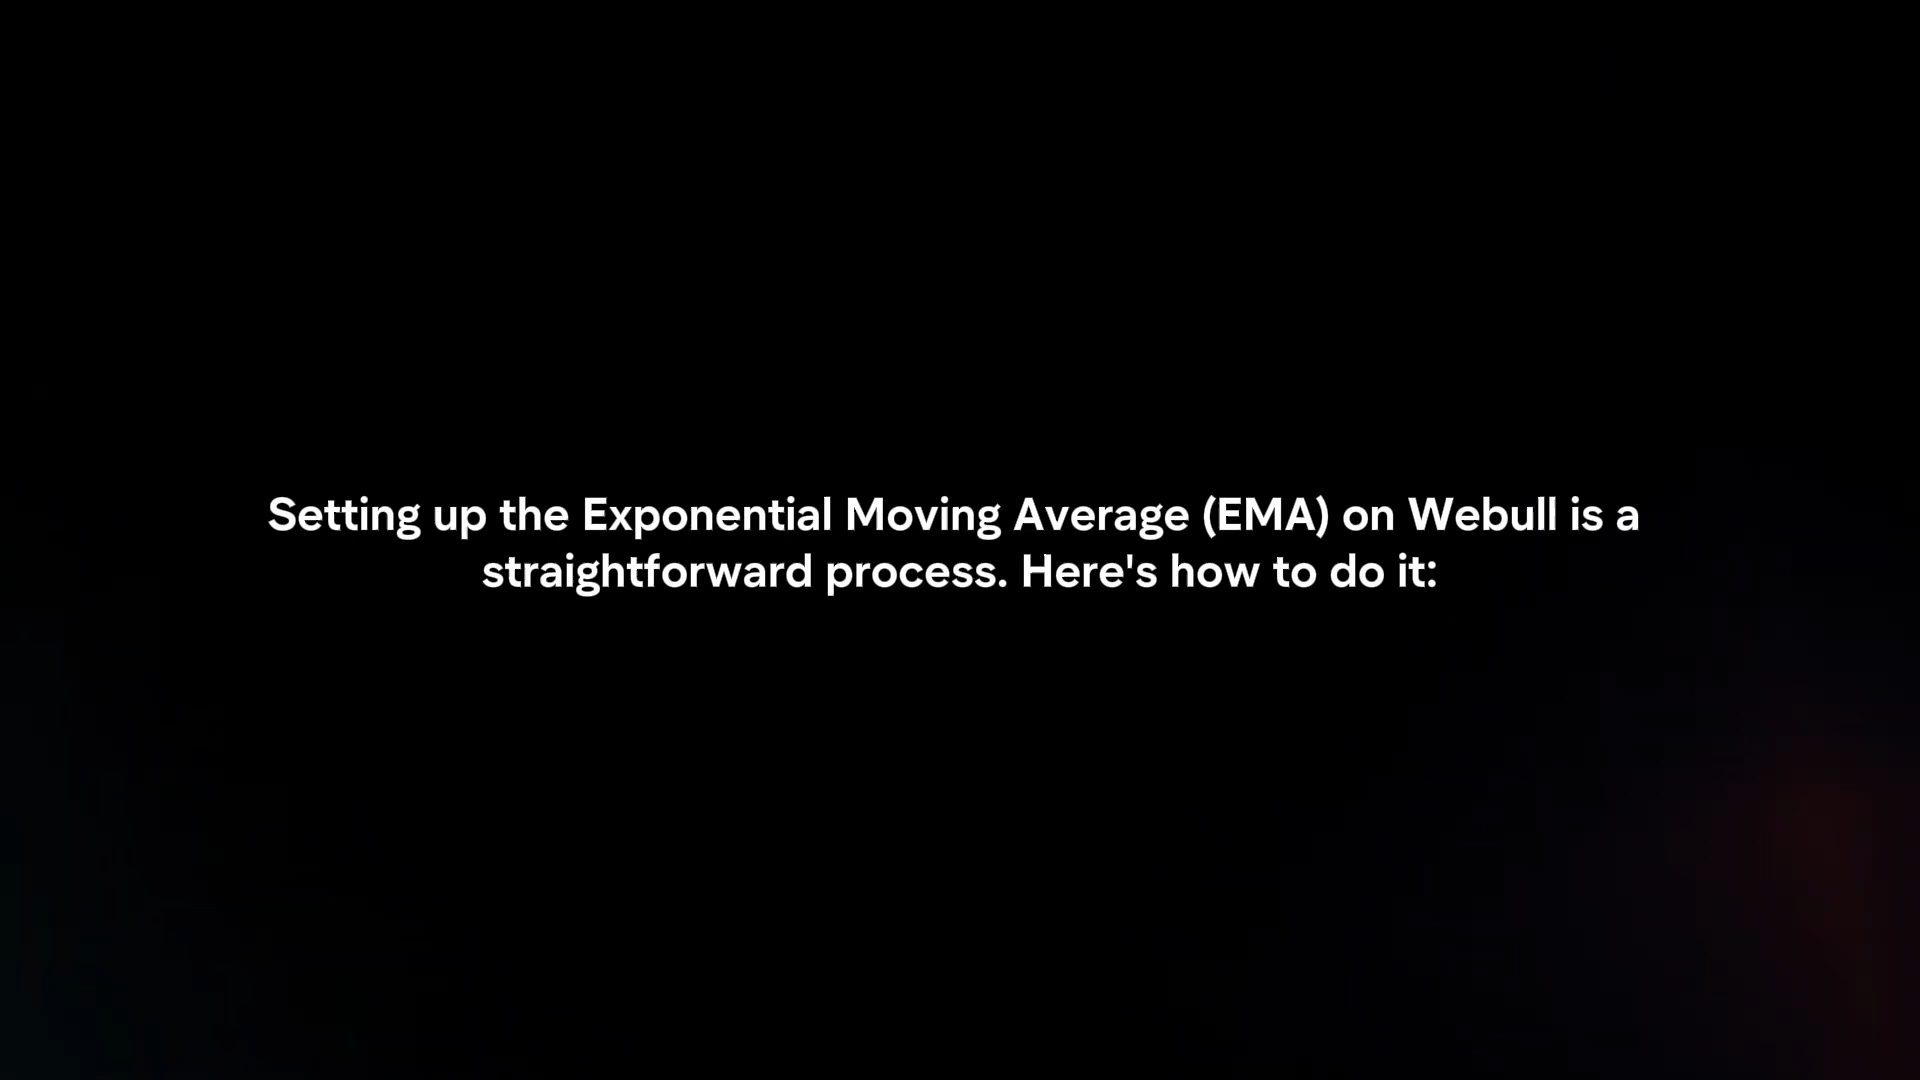 Setting up the Exponential Moving Average (EMA) on Webull is a
straightforward process. Here's how to do it: